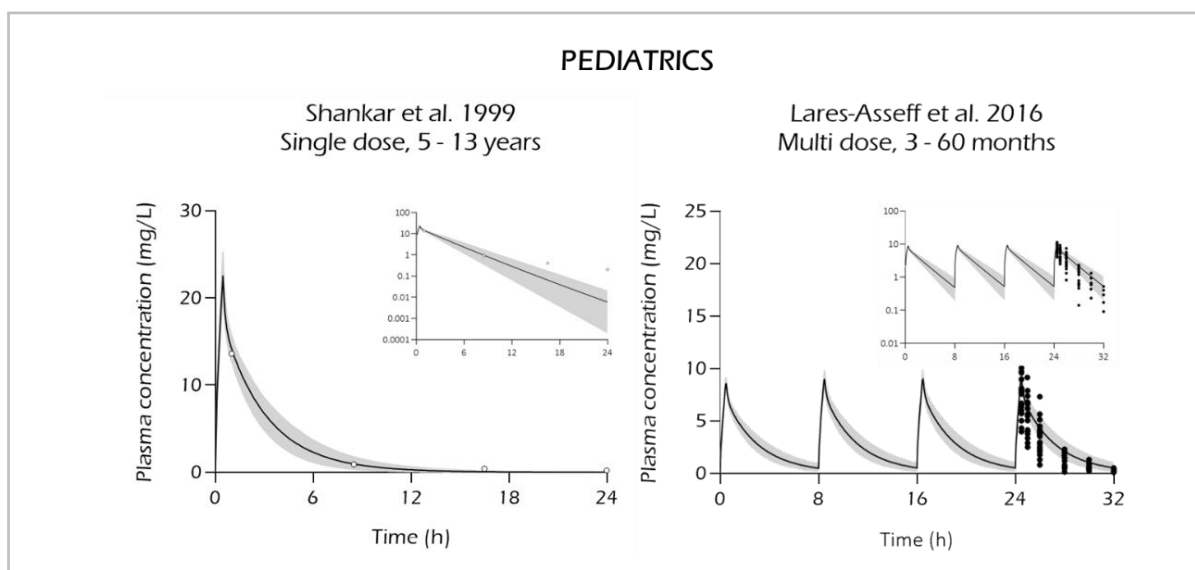 PEDIATRICS
Shankar et al. 1999
Single dose, 5 - 13 years
Plasma concentration (mg/L)
30
20
10
0
0 6 12 18 24
Time (h)
100
10
1
0.1
0.01
0.001
0.0001
0 6 12 18 24
Lares-Asseff et al. 2016
Multi dose, 3 - 60 months
Plasma concentration (mg/L)
25
20
15
10
5
0
0 8 16 24 32
Time (h)
100
10
1
0.1
0.01
0 8 16 24 32